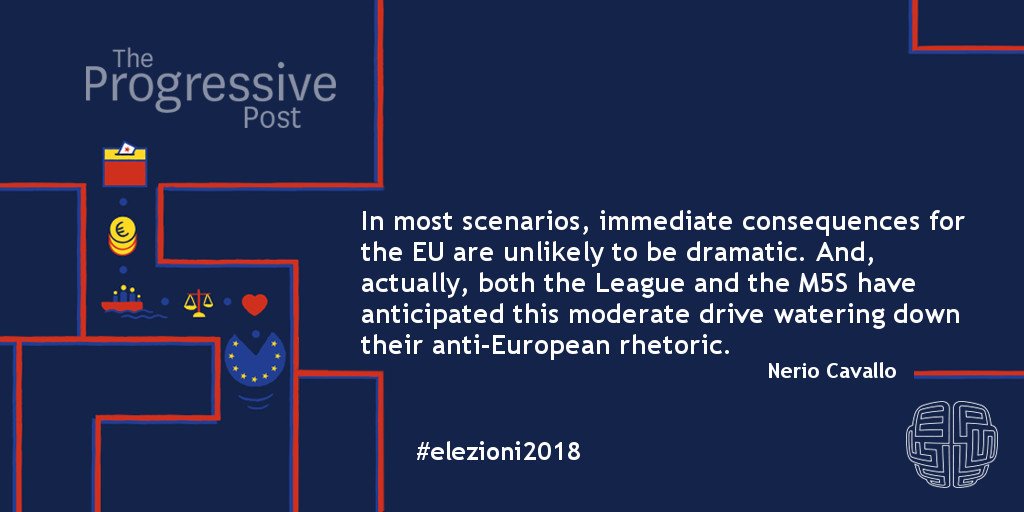 The
Progressive
Post
In most scenarios, immediate consequences for
the EU are unlikely to be dramatic. And,
actually, both the League and the M5S have
anticipated this moderate drive watering down
their anti-European rhetoric.
Nerio Cavallo
#elezioni2018